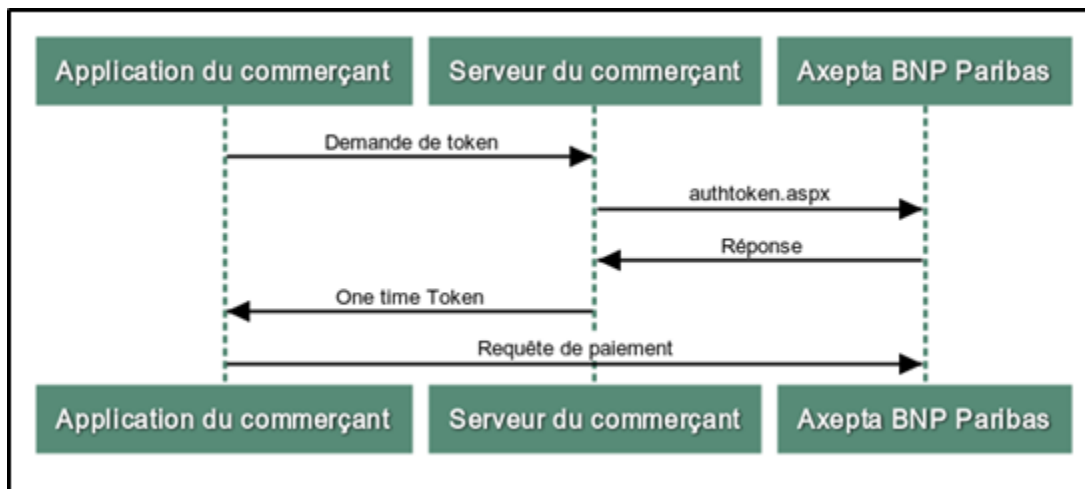 Application du commerçant
Serveur du commerçant
Axepta BNP Paribas
Demande de token
authtoken.aspx
Réponse
One time Token
Requête de paiement
Application du commerçant
Serveur du commerçant
Axepta BNP Paribas